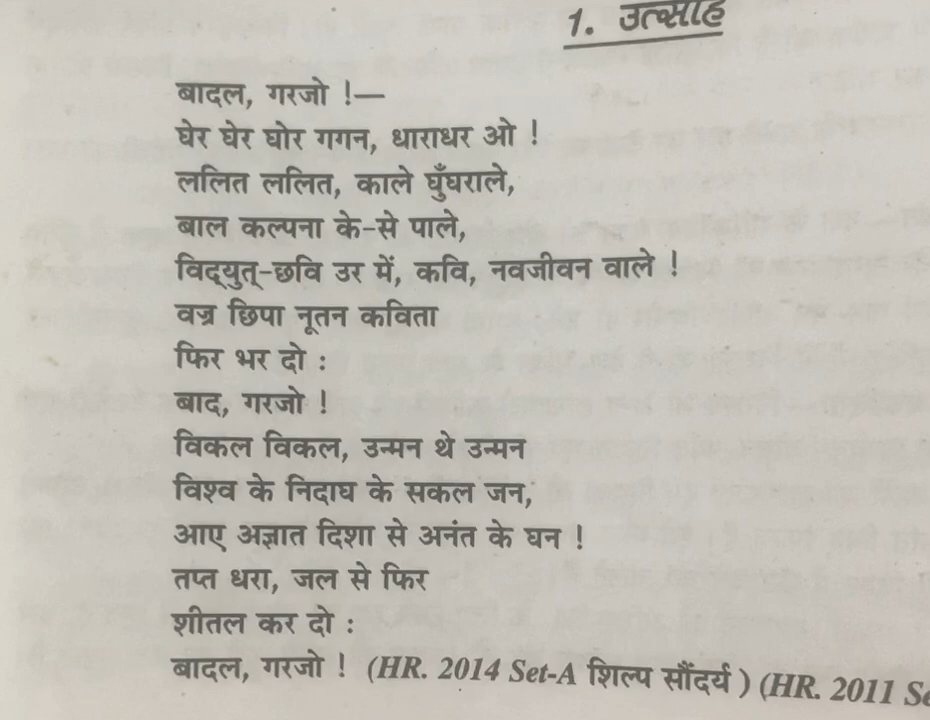 1. उत्साह
बादल, गरजो !—
घेर घेर घोर गगन, धाराधर ओ !
ललित ललित, काले घुँघराले,
बाल कल्पना के-से पाले,
विद्‌युत्-छवि उर में, कवि, नवजीवन वाले !
वज्र छिपा नूतन कविता
फिर भर दो :
बाद, गरजो !
विकल विकल, उन्मन थे उन्मन
विश्व के निदाघ के सकल जन,
आए अज्ञात दिशा से अनंत के घन !
तप्त धरा, जल से फिर
शीतल कर दो :
बादल, गरजो ! (HR. 2014 Set-A शिल्प सौंदर्य ) (HR. 2011